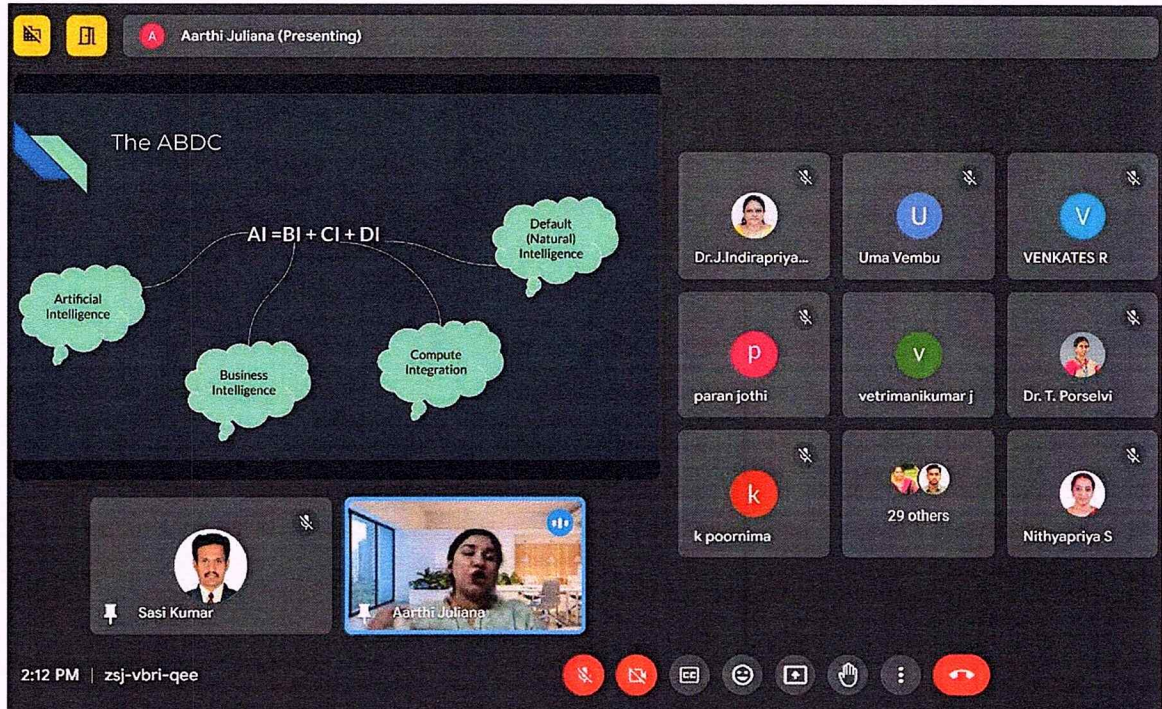 A Aarthi Juliana (Presenting)
The ABDC
AI =BI + CI + DI
Default
(Natural)
Intelligence
Artificial
Intelligence
Business
Intelligence
Compute
Integration
Dr.J.Indirapriya...
U
Uma Vembu
V
VENKATES R
p
paran jothi
v
vetrimanikumar j
Dr. T. Porselvi
k
k poornima
29 others
Nithyapriya S
Sasi Kumar
Aarthi Juliana
2:12 PM | zsj-vbri-qee
CC